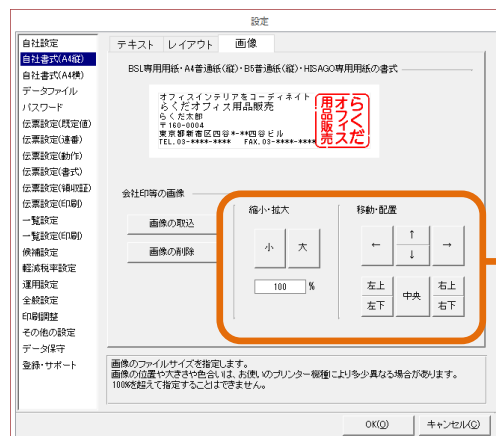 設定
自社設定
自社書式(A4縦)
自社書式(A4横)
データファイル
パスワード
伝票設定(既定値)
伝票設定(連番)
伝票設定(動作)
伝票設定(書式)
伝票設定(領収証)
伝票設定(印刷)
一覧設定
一覧設定(印刷)
候補設定
軽減税率設定
運用設定
全般設定
印刷調整
その他の設定
データ保守
登録・サポート
テキスト レイアウト 画像
BSL専用用紙・A4普通紙(縦)・B5普通紙(縦)・HISAGO専用用紙の書式
オフィスインテリアをコーディネイト
らくだオフィス用品販売
らくだ太郎
〒160-0004
東京都新宿区四谷*-**四谷ビル
TEL.03-****-**** FAX.03-****-****
らくだ
オフィス
用品販売
会社印等の画像
画像の取込
画像の削除
縮小・拡大
小 大
100 %
移動・配置
← ↑ ↓ →
左上 中央 右上
左下 右下
画像のファイルサイズを指定します。
画像の位置や大きさや色合いは、お使いのプリンター機種により多少異なる場合があります。
100%を超えて指定することはできません。
OK(O) キャンセル(C)